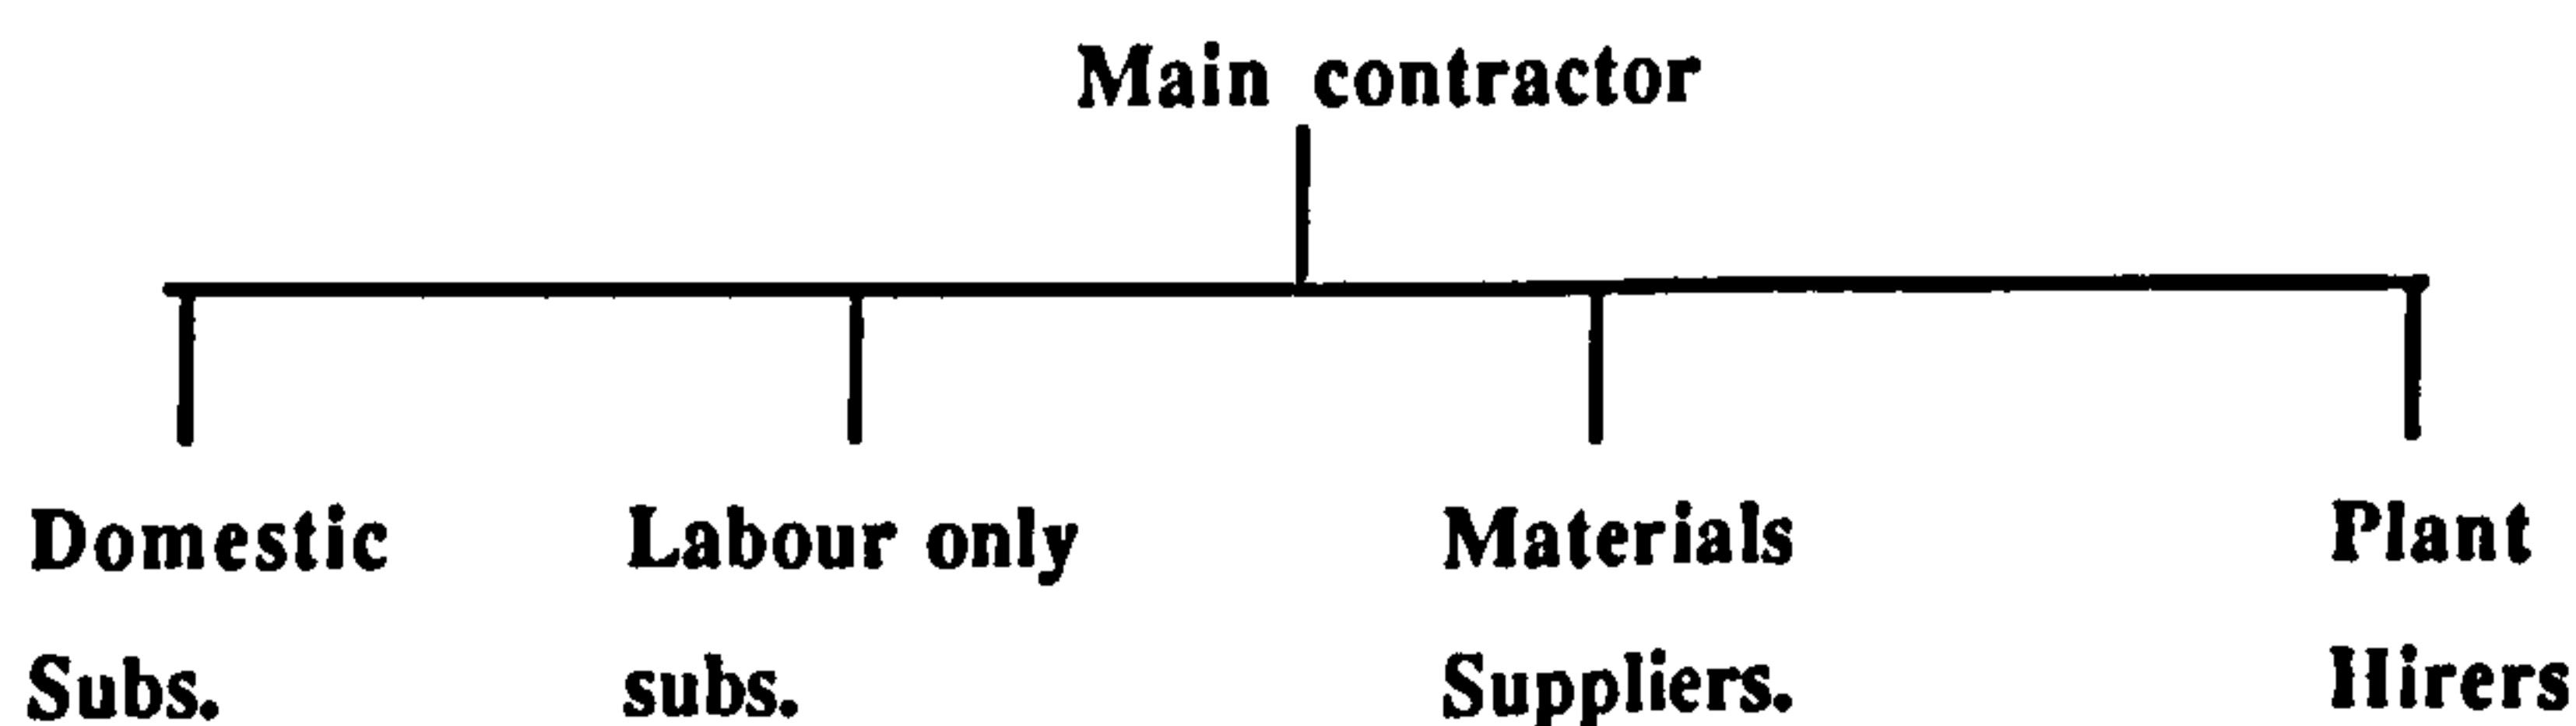 Main contractor
Domestic Labour only Materials Plant
Subs. subs. Suppliers. Hirers